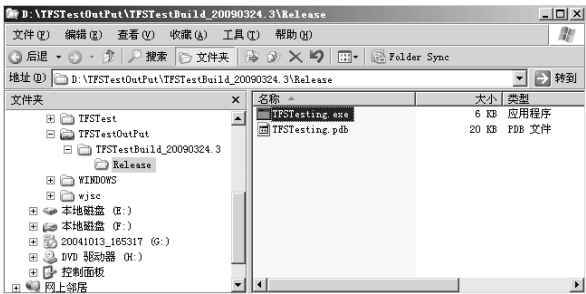 D:\TFSTestOutPut\TFSTestBuild_20090324.3\Release
文件(F) 编辑(E) 查看(V) 收藏(A) 工具(T) 帮助(H)
后退 搜索 文件夹 Folder Sync
地址(D) D:\TFSTestOutPut\TFSTestBuild_20090324.3\Release 转到
文件夹 × 名称 大小 类型
TFSTest TFSTesting.exe 6 KB 应用程序
TFSTestOutPut TFSTesting.pdb 20 KB PDB 文件
TFSTestBuild_20090324.3
Release
WINDOWS
wjsc
本地磁盘 (E:)
本地磁盘 (F:)
20041013_165317 (G:)
DVD 驱动器 (H:)
控制面板
网上邻居